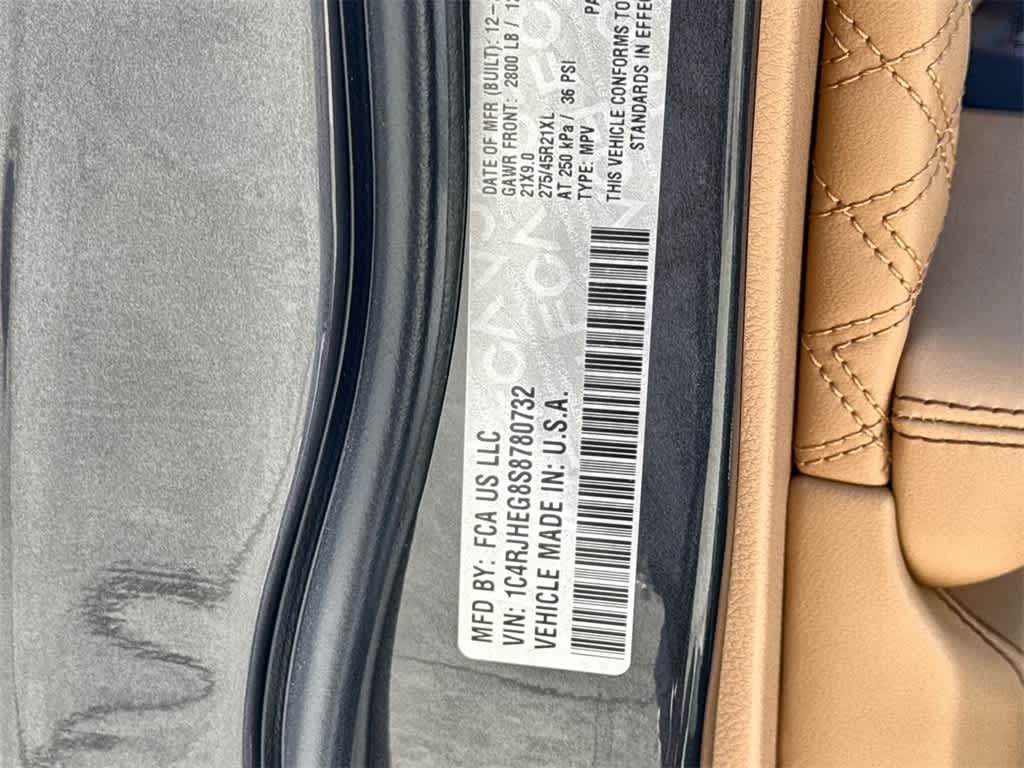 MFD BY: FCA US LLC
VIN: 1C4RJHEG8S8780732
VEHICLE MADE IN: U.S.A.
DATE OF MFR (BUILT): 12-
GAWR FRONT: 2800 LB /
21X9.0
275/45R21XL
AT 250 kPa / 36 PSI
TYPE: MPV
THIS VEHICLE CONFORMS TO
STANDARDS IN EFFE